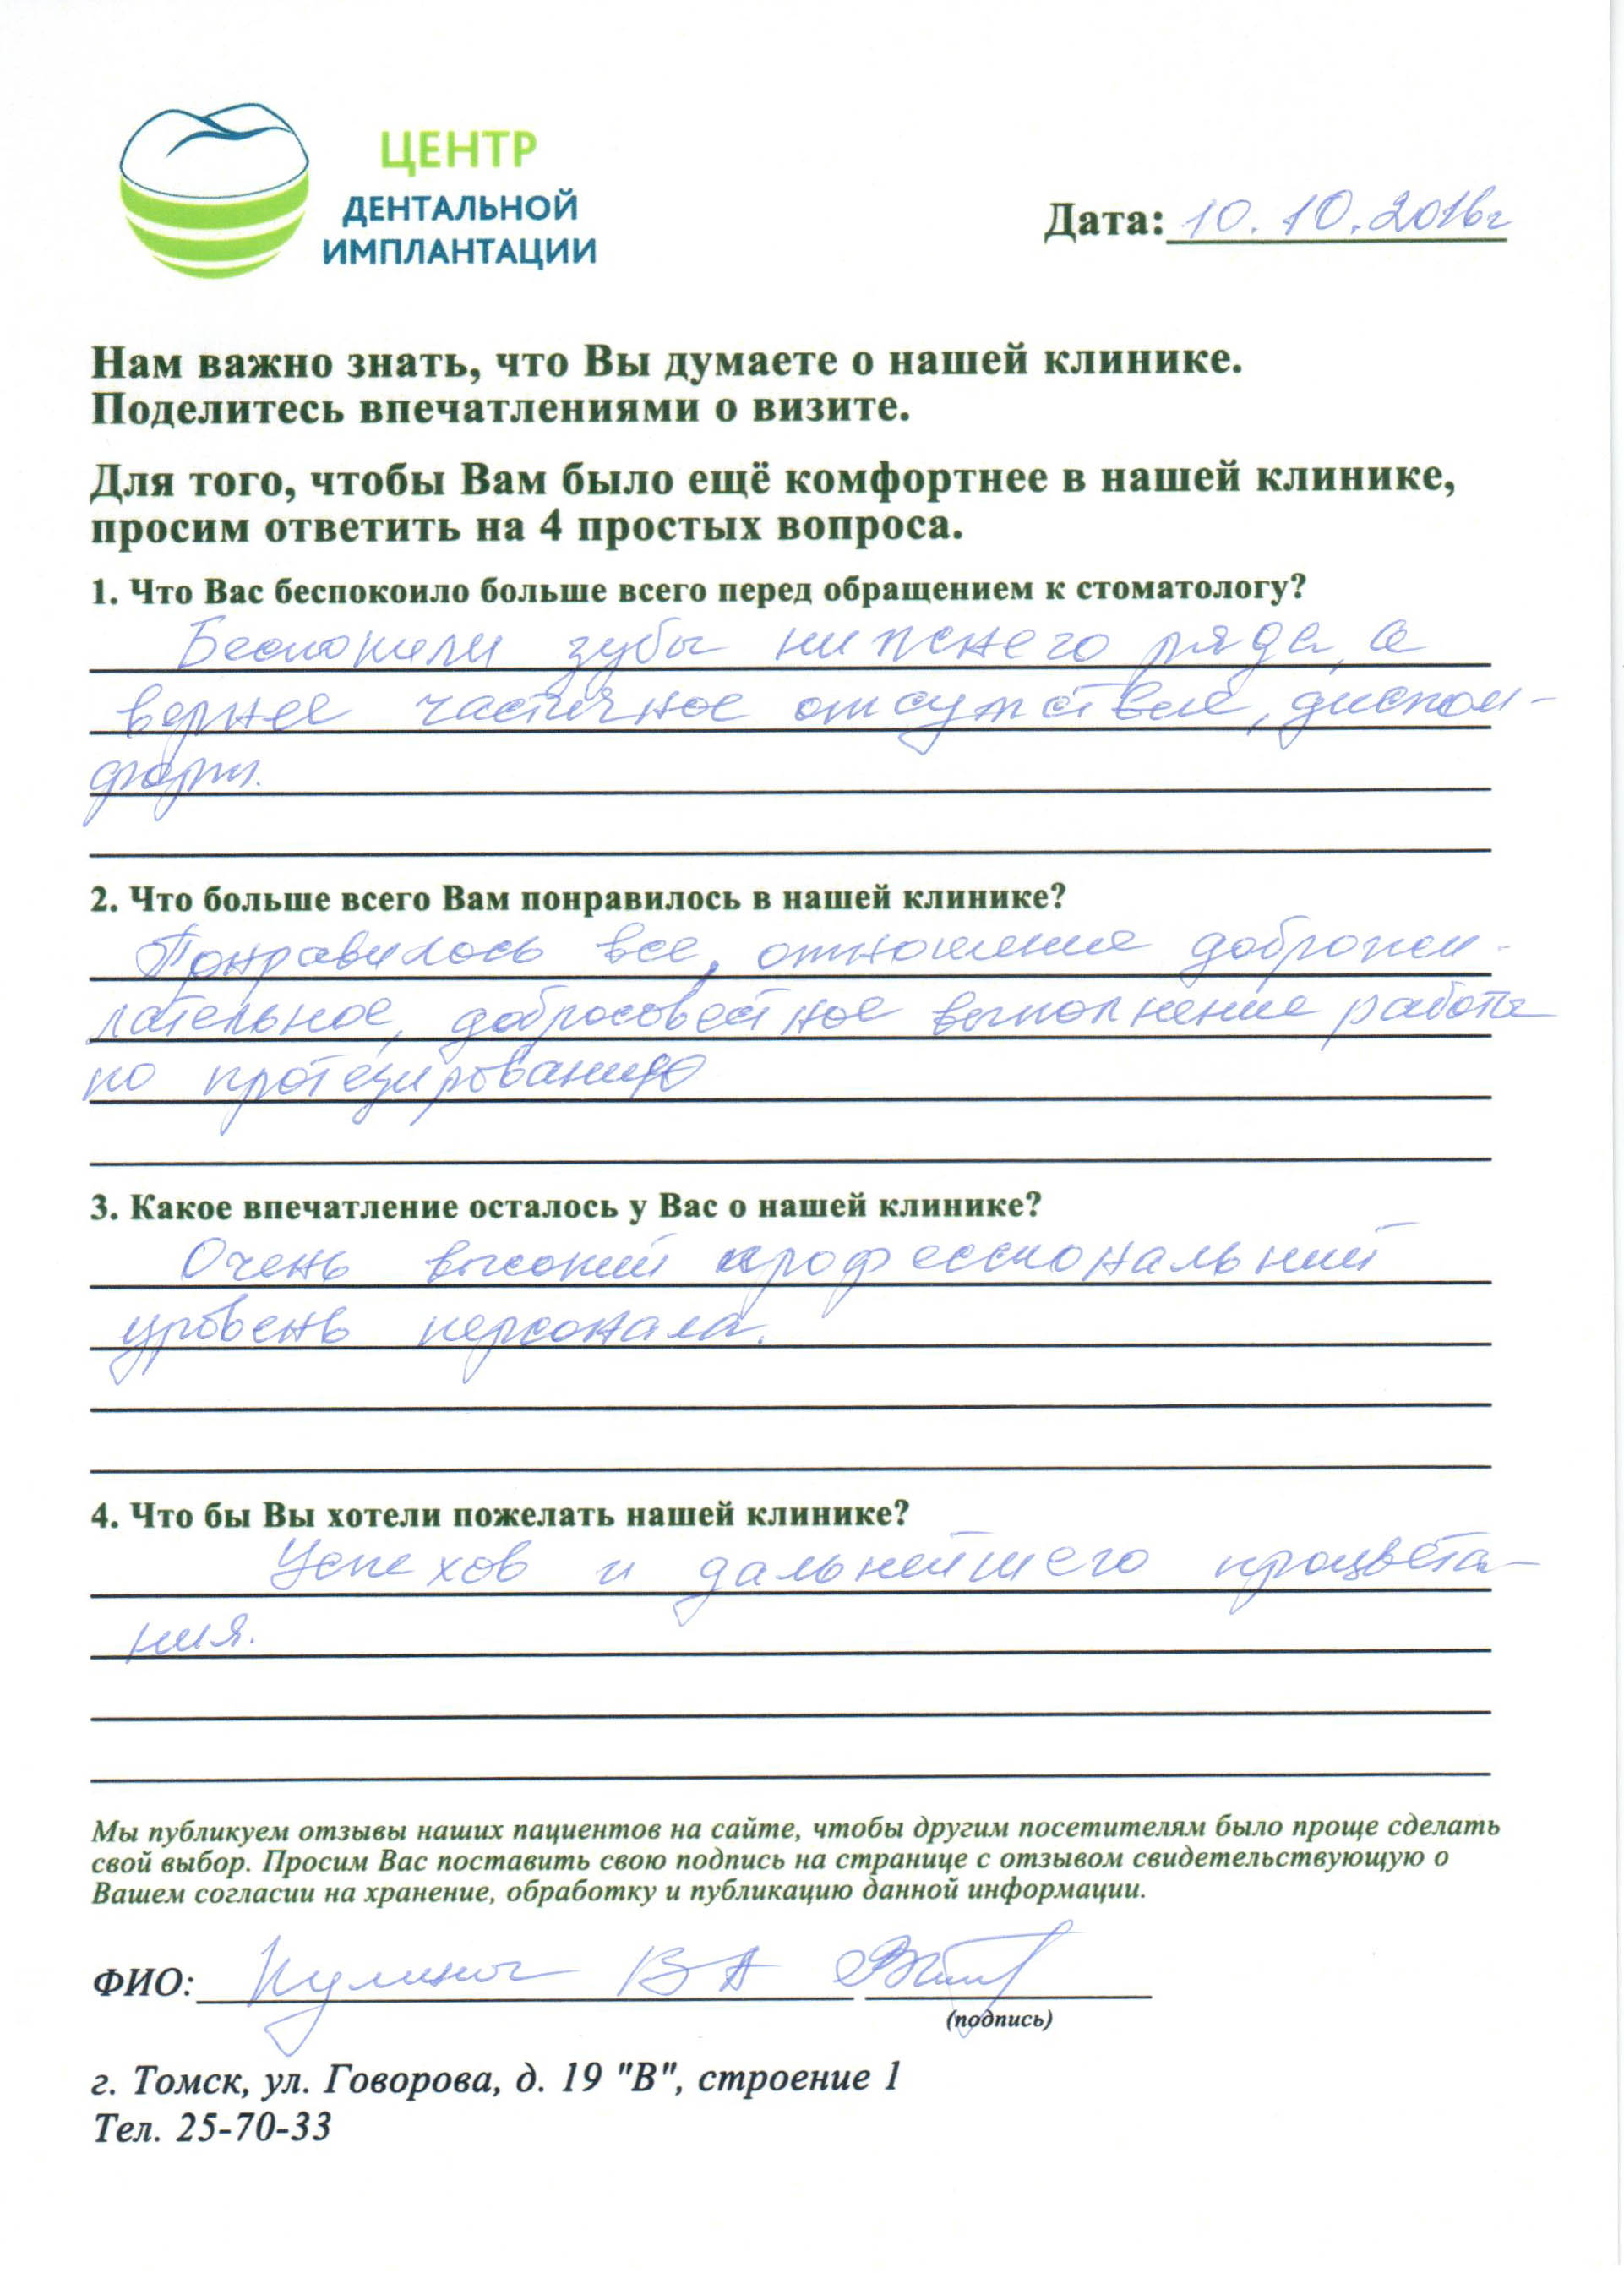 ЦЕНТР
ДЕНТАЛЬНОЙ
ИМПЛАНТАЦИИ
Дата: 10.10.2016г
Нам важно знать, что Вы думаете о нашей клинике.
Поделитесь впечатлениями о визите.
Для того, чтобы Вам было ещё комфортнее в нашей клинике,
просим ответить на 4 простых вопроса.
1. Что Вас беспокоило больше всего перед обращением к стоматологу?
Беспокоили зубы нижнего ряда, а
вернее частичное отсутствие, диском-
форт.
2. Что больше всего Вам понравилось в нашей клинике?
Понравилось все, отношение доброже-
лательное, добросовестное выполнение работы
по протезированию
3. Какое впечатление осталось у Вас о нашей клинике?
Очень высокий профессиональный
уровень персонала.
4. Что бы Вы хотели пожелать нашей клинике?
Успехов и дальнейшего процвета-
ния.
Мы публикуем отзывы наших пациентов на сайте, чтобы другим посетителям было проще сделать
свой выбор. Просим Вас поставить свою подпись на странице с отзывом свидетельствующую о
Вашем согласии на хранение, обработку и публикацию данной информации.
ФИО: В А
(подпись)
г. Томск, ул. Говорова, д. 19 "В", строение 1
Тел. 25-70-33